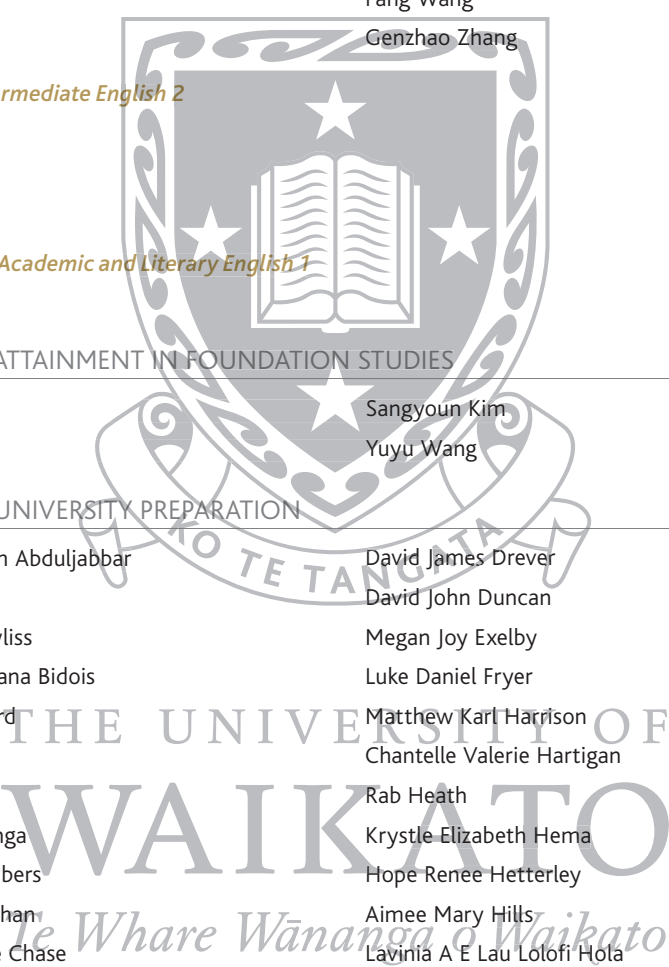 Fang Wang
Genzhao Zhang
ermediate English 2
Academic and Literary English 1
ATTAINMENT IN FOUNDATION STUDIES
Sangyoun Kim
Yuyu Wang
UNIVERSITY PREPARATION
n Abduljabbar
yliss
ana Bidois
rd
nga
bers
han
e Chase
David James Drever
David John Duncan
Megan Joy Exelby
Luke Daniel Fryer
Matthew Karl Harrison
Chantelle Valerie Hartigan
Rab Heath
Krystle Elizabeth Hema
Hope Renee Hetterley
Aimee Mary Hills
Lavinia A E Lau Lolofi Hola
KO TE TANGATA
THE UNIVERSITY OF
WAIKATO
Te Whare Wānanga o Waikato